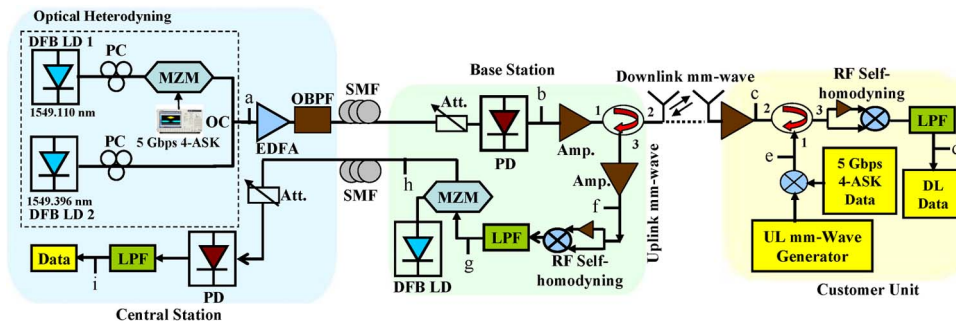 Optical Heterodyning
DFB LD 1
PC
MZM
1549.110 nm
5 Gbps 4-ASK
OC
a
EDFA
OBPF
SMF
PC
1549.396 nm
DFB LD 2
Att.
SMF
Data
i
LPF
PD
Central Station
Base Station
Att.
PD
b
Amp.
1
2
3
Amp.
f
h
MZM
DFB LD
LPF
g
RF Self-
homodyning
Uplink mm-wave
Downlink mm-wave
c
2
3
1
RF Self-
homodyning
LPF
d
e
5 Gbps
4-ASK
Data
DL
Data
UL mm-Wave
Generator
Customer Unit